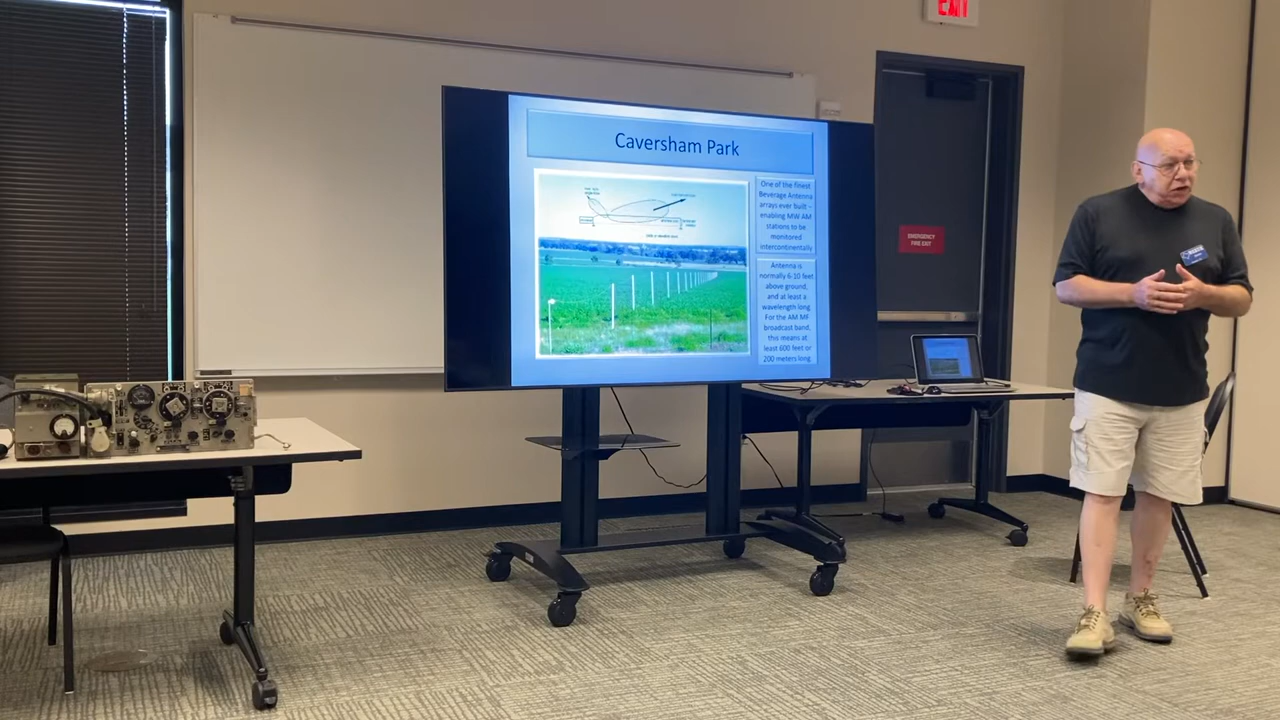 EXIT
Caversham Park
One of the finest
Beverage Antenna
arrays ever built –
enabling MW AM
stations to be
monitored
intercontinentally
Antenna is
normally 6-10 feet
above ground,
and at least a
wavelength long.
For the AM MF
broadcast band,
this means at
least 600 feet or
200 meters long.
EMERGENCY
FIRE EXIT